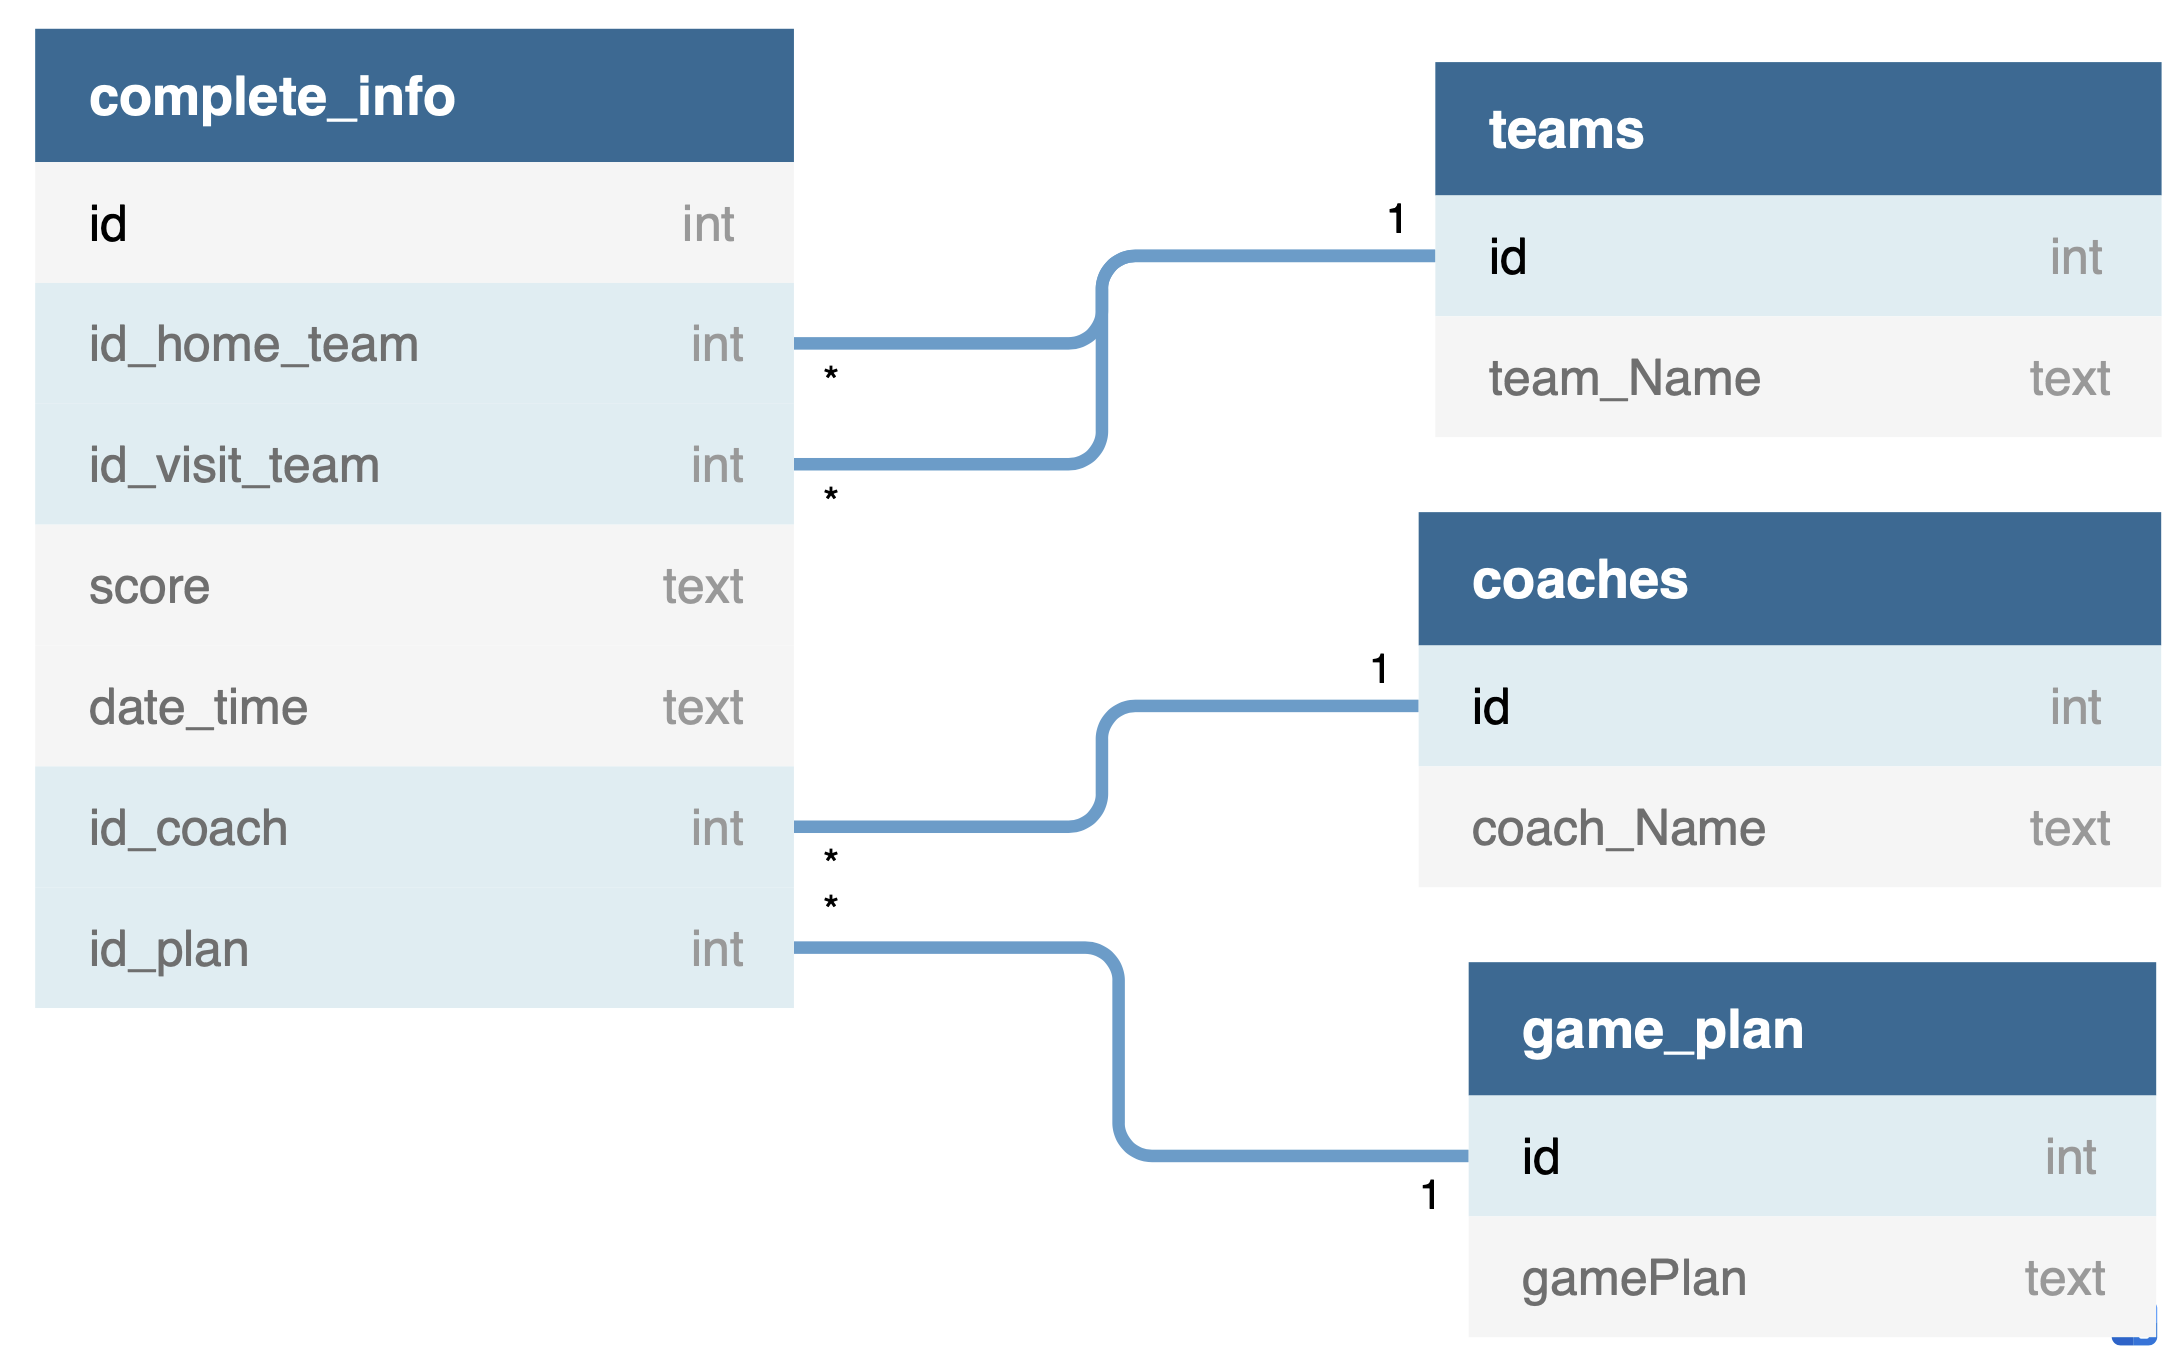 complete_info
id int
id_home_team int
*
id_visit_team int
*
score text
date_time text
id_coach int
*
*
id_plan int
teams
1
id int
team_Name text
coaches
1
id int
coach_Name text
game_plan
id int
1
gamePlan text